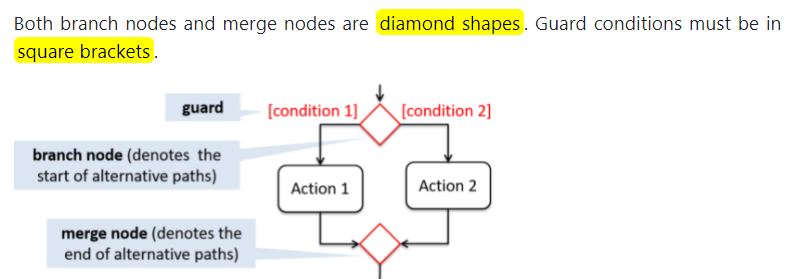 Both branch nodes and merge nodes are diamond shapes. Guard conditions must be in
square brackets.
guard
[condition 1]
[condition 2]
branch node (denotes the
start of alternative paths)
Action 1
Action 2
merge node (denotes the
end of alternative paths)